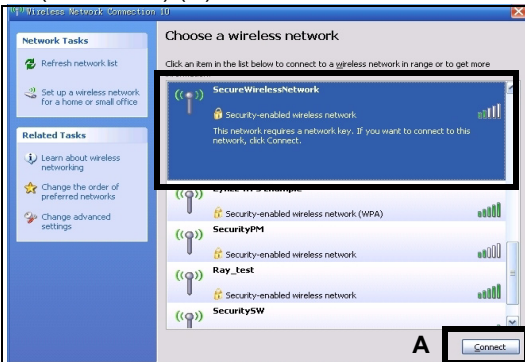 Wireless Network Connection 10
Network Tasks
Refresh network list
Set up a wireless network
for a home or small office
Related Tasks
Learn about wireless
networking
Change the order of
preferred networks
Change advanced
settings
Choose a wireless network
Click an item in the list below to connect to a wireless network in range or to get more
SecureWirelessNetwork
Security-enabled wireless network
This network requires a network key. If you want to connect to this
network, click Connect.
Security-enabled wireless network (WPA)
SecurityPM
Security-enabled wireless network
Ray_test
Security-enabled wireless network
SecuritySW
A
Connect